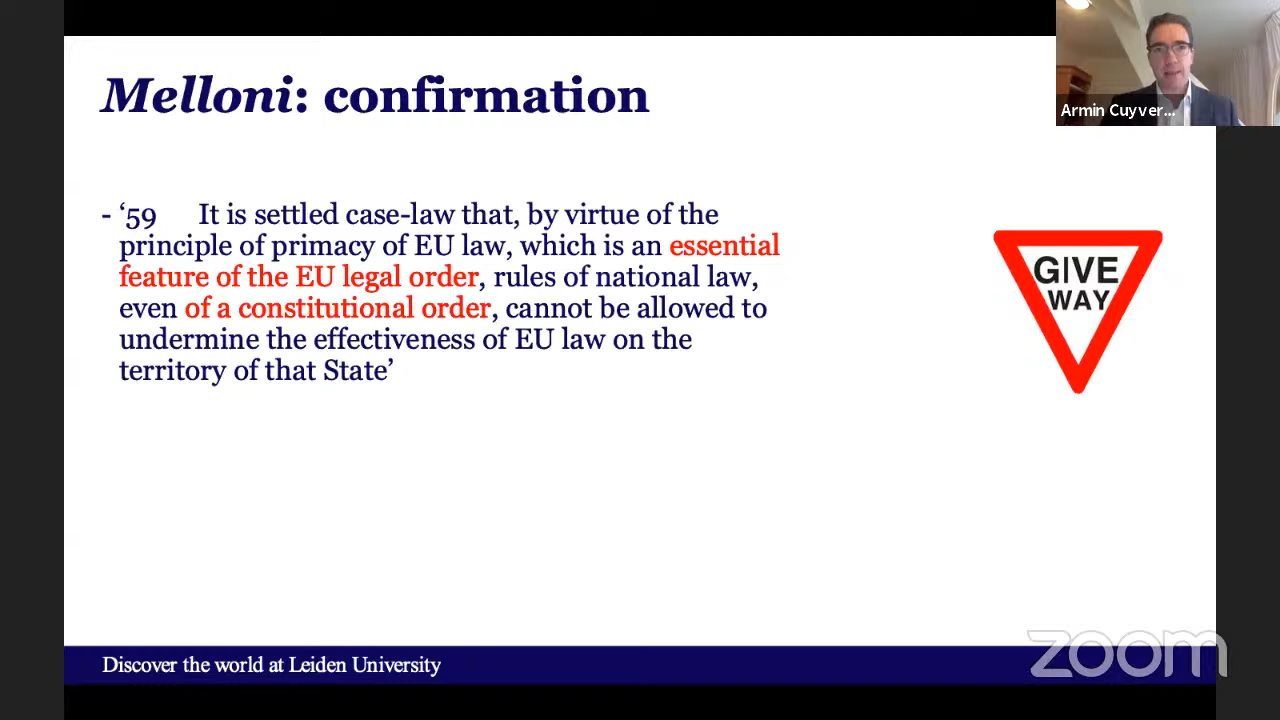 Melloni: confirmation
Armin Cuyver...
- ‘59 It is settled case-law that, by virtue of the
principle of primacy of EU law, which is an essential
feature of the EU legal order, rules of national law,
even of a constitutional order, cannot be allowed to
undermine the effectiveness of EU law on the
territory of that State’
GIVE
WAY
Discover the world at Leiden University
zoom